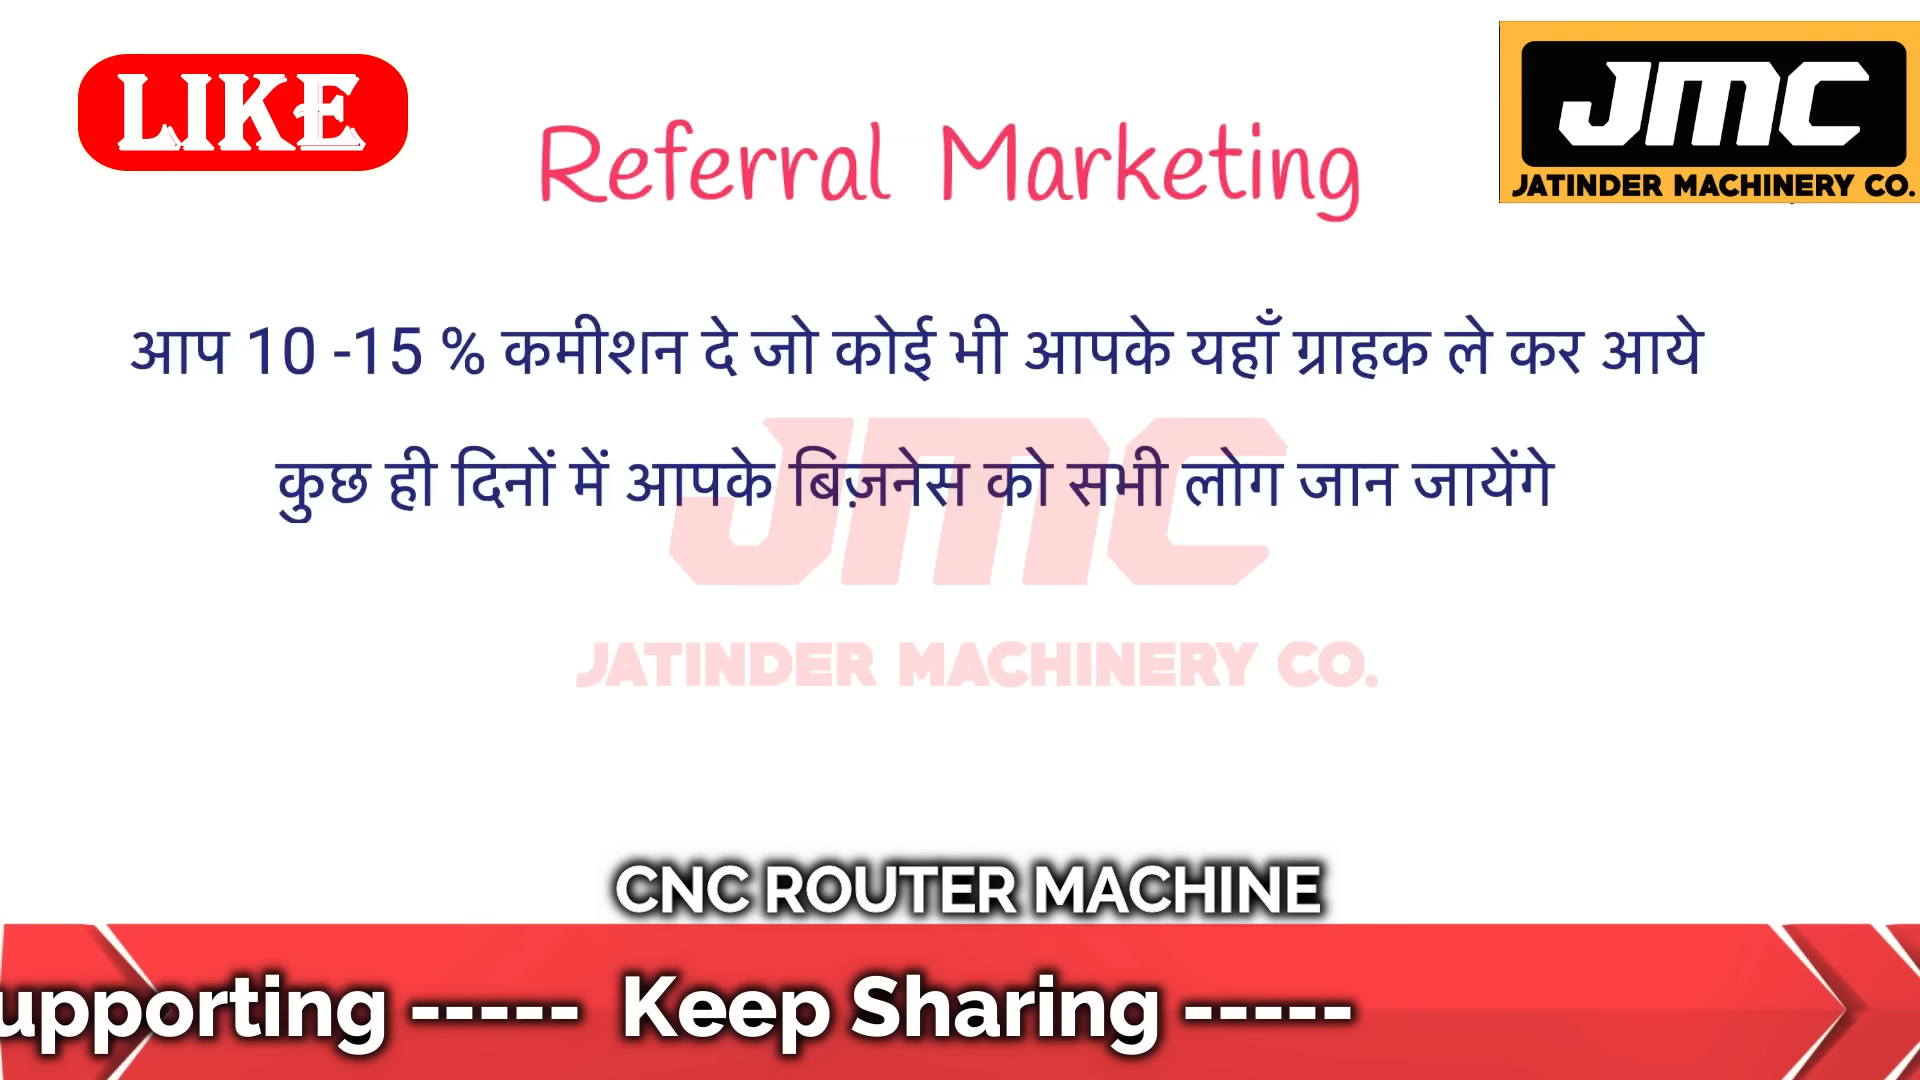 LIKE
JMC
JATINDER MACHINERY CO.
Referral Marketing
आप 10 -15 % कमीशन दे जो कोई भी आपके यहाँ ग्राहक ले कर आये
कुछ ही दिनों में आपके बिज़नेस को सभी लोग जान जायेंगे
JMC
JATINDER MACHINERY CO.
CNC ROUTER MACHINE
upporting ----- Keep Sharing -----